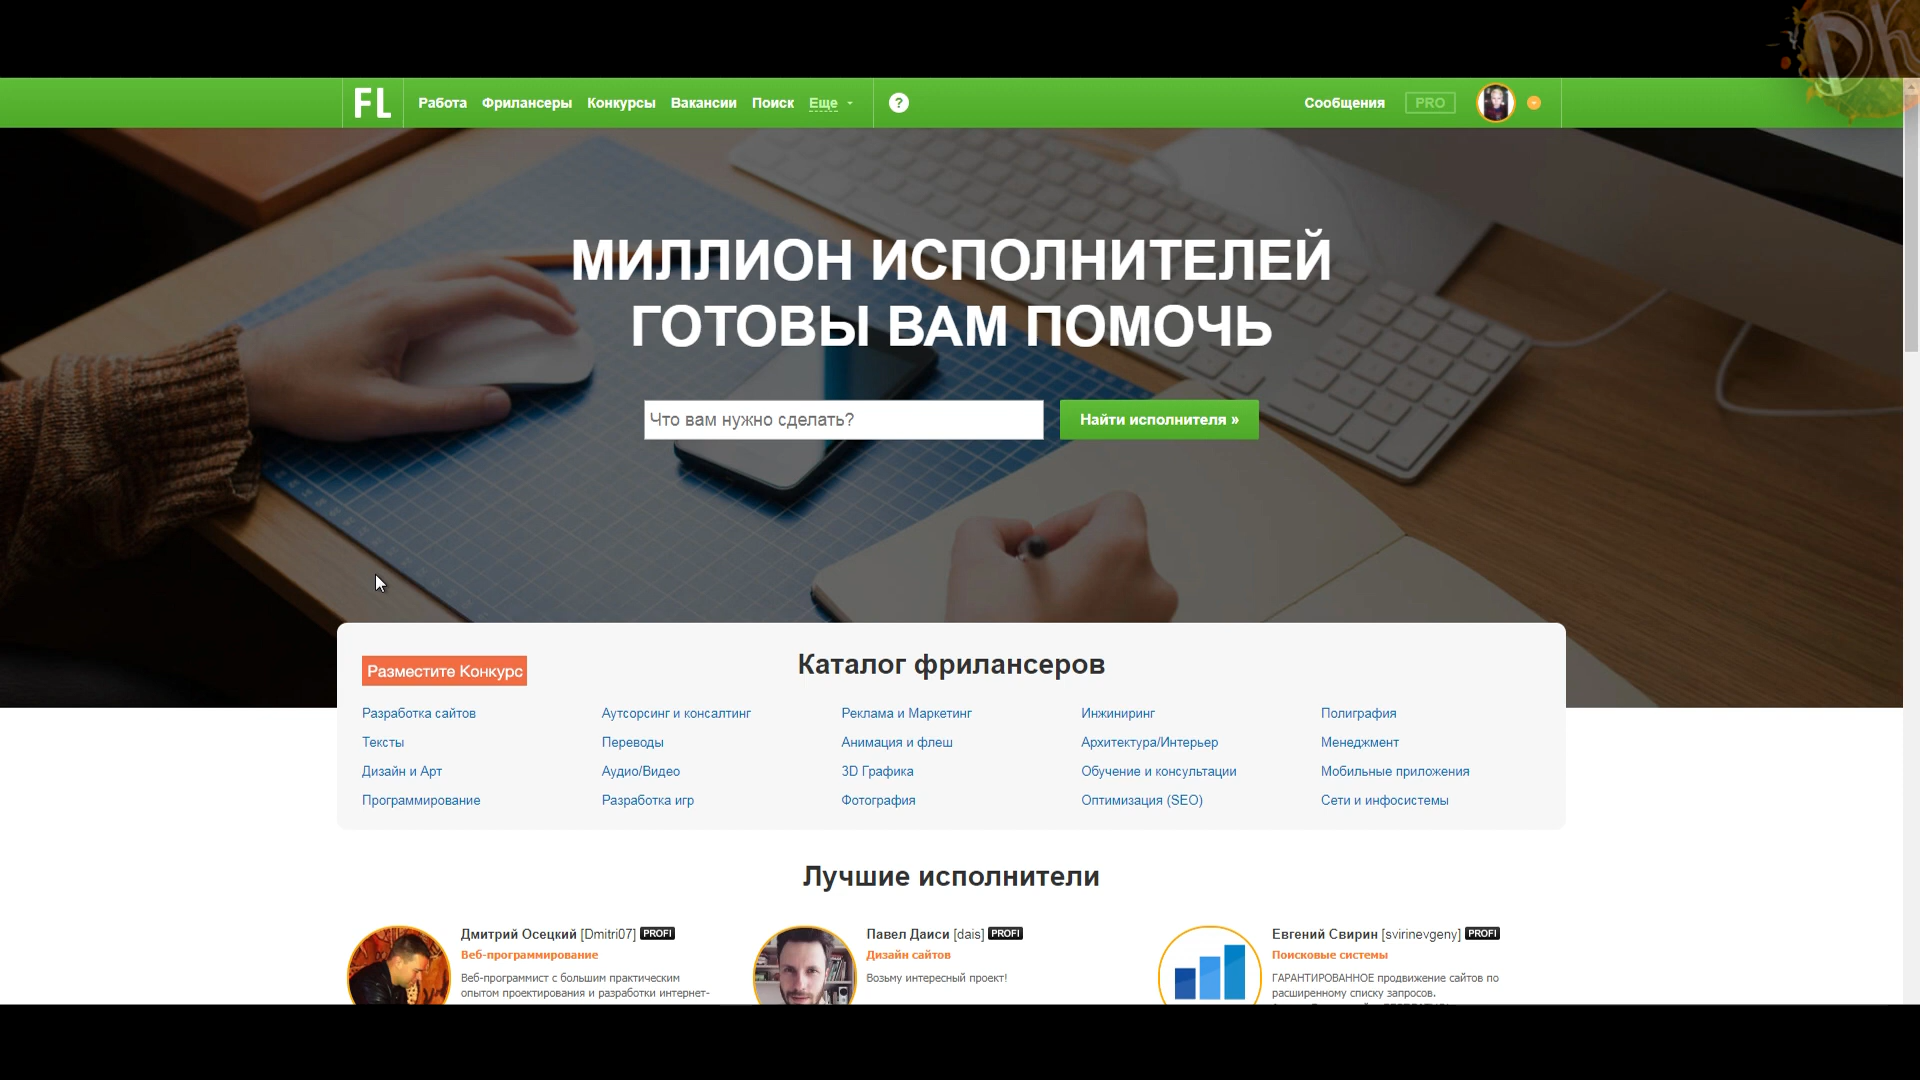 Dh
FL
Работа Фрилансеры Конкурсы Вакансии Поиск Еще ? Сообщения PRO
МИЛЛИОН ИСПОЛНИТЕЛЕЙ
ГОТОВЫ ВАМ ПОМОЧЬ
Что вам нужно сделать? Найти исполнителя »
Разместите Конкурс Каталог фрилансеров
Разработка сайтов Аутсорсинг и консалтинг Реклама и Маркетинг Инжиниринг Полиграфия
Тексты Переводы Анимация и флеш Архитектура/Интерьер Менеджмент
Дизайн и Арт Аудио/Видео 3D Графика Обучение и консультации Мобильные приложения
Программирование Разработка игр Фотография Оптимизация (SEO) Сети и инфосистемы
Лучшие исполнители
Дмитрий Осецкий [Dmitri07] PROFI
Веб-программирование
Веб-программист с большим практическим
опытом проектирования и разработки интернет-
Павел Даиси [dais] PROFI
Дизайн сайтов
Возьму интересный проект!
Евгений Свирин [svirinevgeny] PROFI
Поисковые системы
ГАРАНТИРОВАННОЕ продвижение сайтов по
расширенному списку запросов.